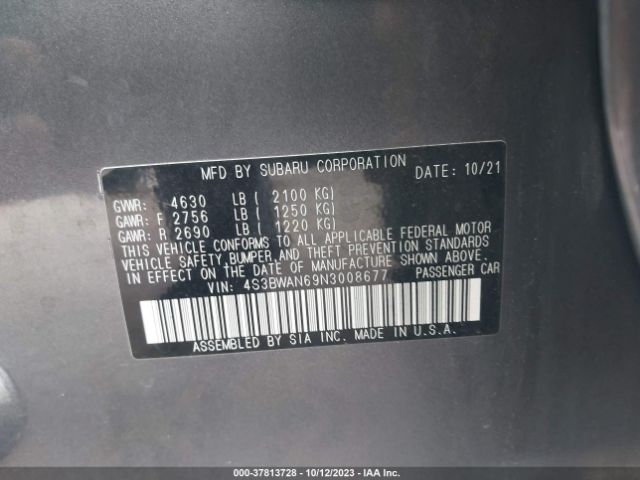 MFD BY SUBARU CORPORATION DATE: 10/21
GVWR: 4630 LB ( 2100 KG)
GAWR: F 2756 LB ( 1250 KG)
GAWR: R 2690 LB ( 1220 KG)
THIS VEHICLE CONFORMS TO ALL APPLICABLE FEDERAL MOTOR
VEHICLE SAFETY, BUMPER, AND THEFT PREVENTION STANDARDS
IN EFFECT ON THE DATE OF MANUFACTURE SHOWN ABOVE.
VIN: 4S3BWAN69N3008677 PASSENGER CAR
ASSEMBLED BY SIA INC. MADE IN U.S.A.
000-37813728 - 10/12/2023 - IAA Inc.